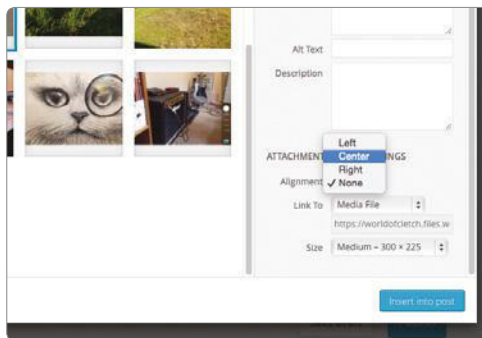 Alt Text
Description
Left
ATTACHMENT Center NGS
Right
Alignment ✓ None
Link To Media File
https://worldofcletch.files.w
Size Medium – 300 × 225
Insert into post